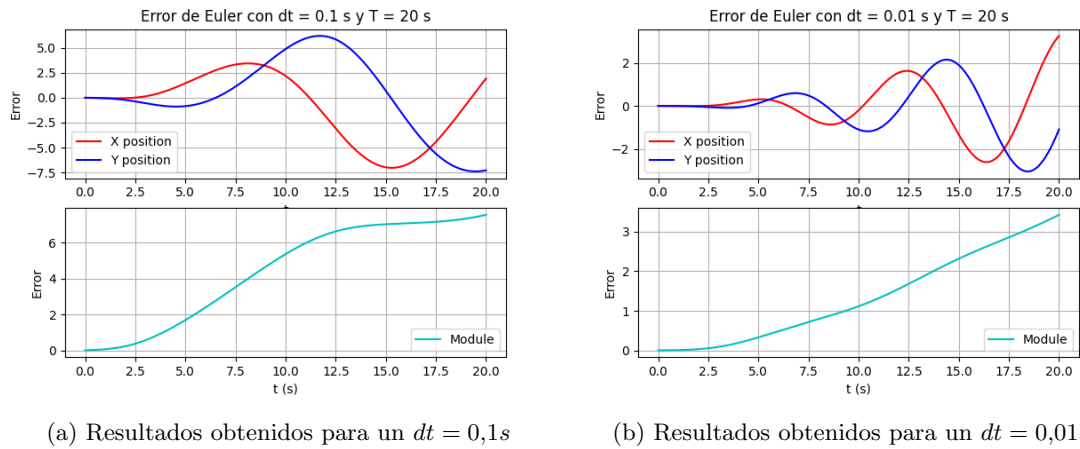 Error de Euler con dt = 0.1 s y T = 20 s
Error
5.0
2.5
0.0
−2.5
−5.0
−7.5
X position
Y position
0.0 2.5 5.0 7.5 10.0 12.5 15.0 17.5 20.0
Error
6
4
2
0
Module
0.0 2.5 5.0 7.5 10.0 12.5 15.0 17.5 20.0
t (s)
(a) Resultados obtenidos para un dt = 0,1s
Error de Euler con dt = 0.01 s y T = 20 s
Error
2
0
−2
X position
Y position
0.0 2.5 5.0 7.5 10.0 12.5 15.0 17.5 20.0
Error
3
2
1
0
Module
0.0 2.5 5.0 7.5 10.0 12.5 15.0 17.5 20.0
t (s)
(b) Resultados obtenidos para un dt = 0,01